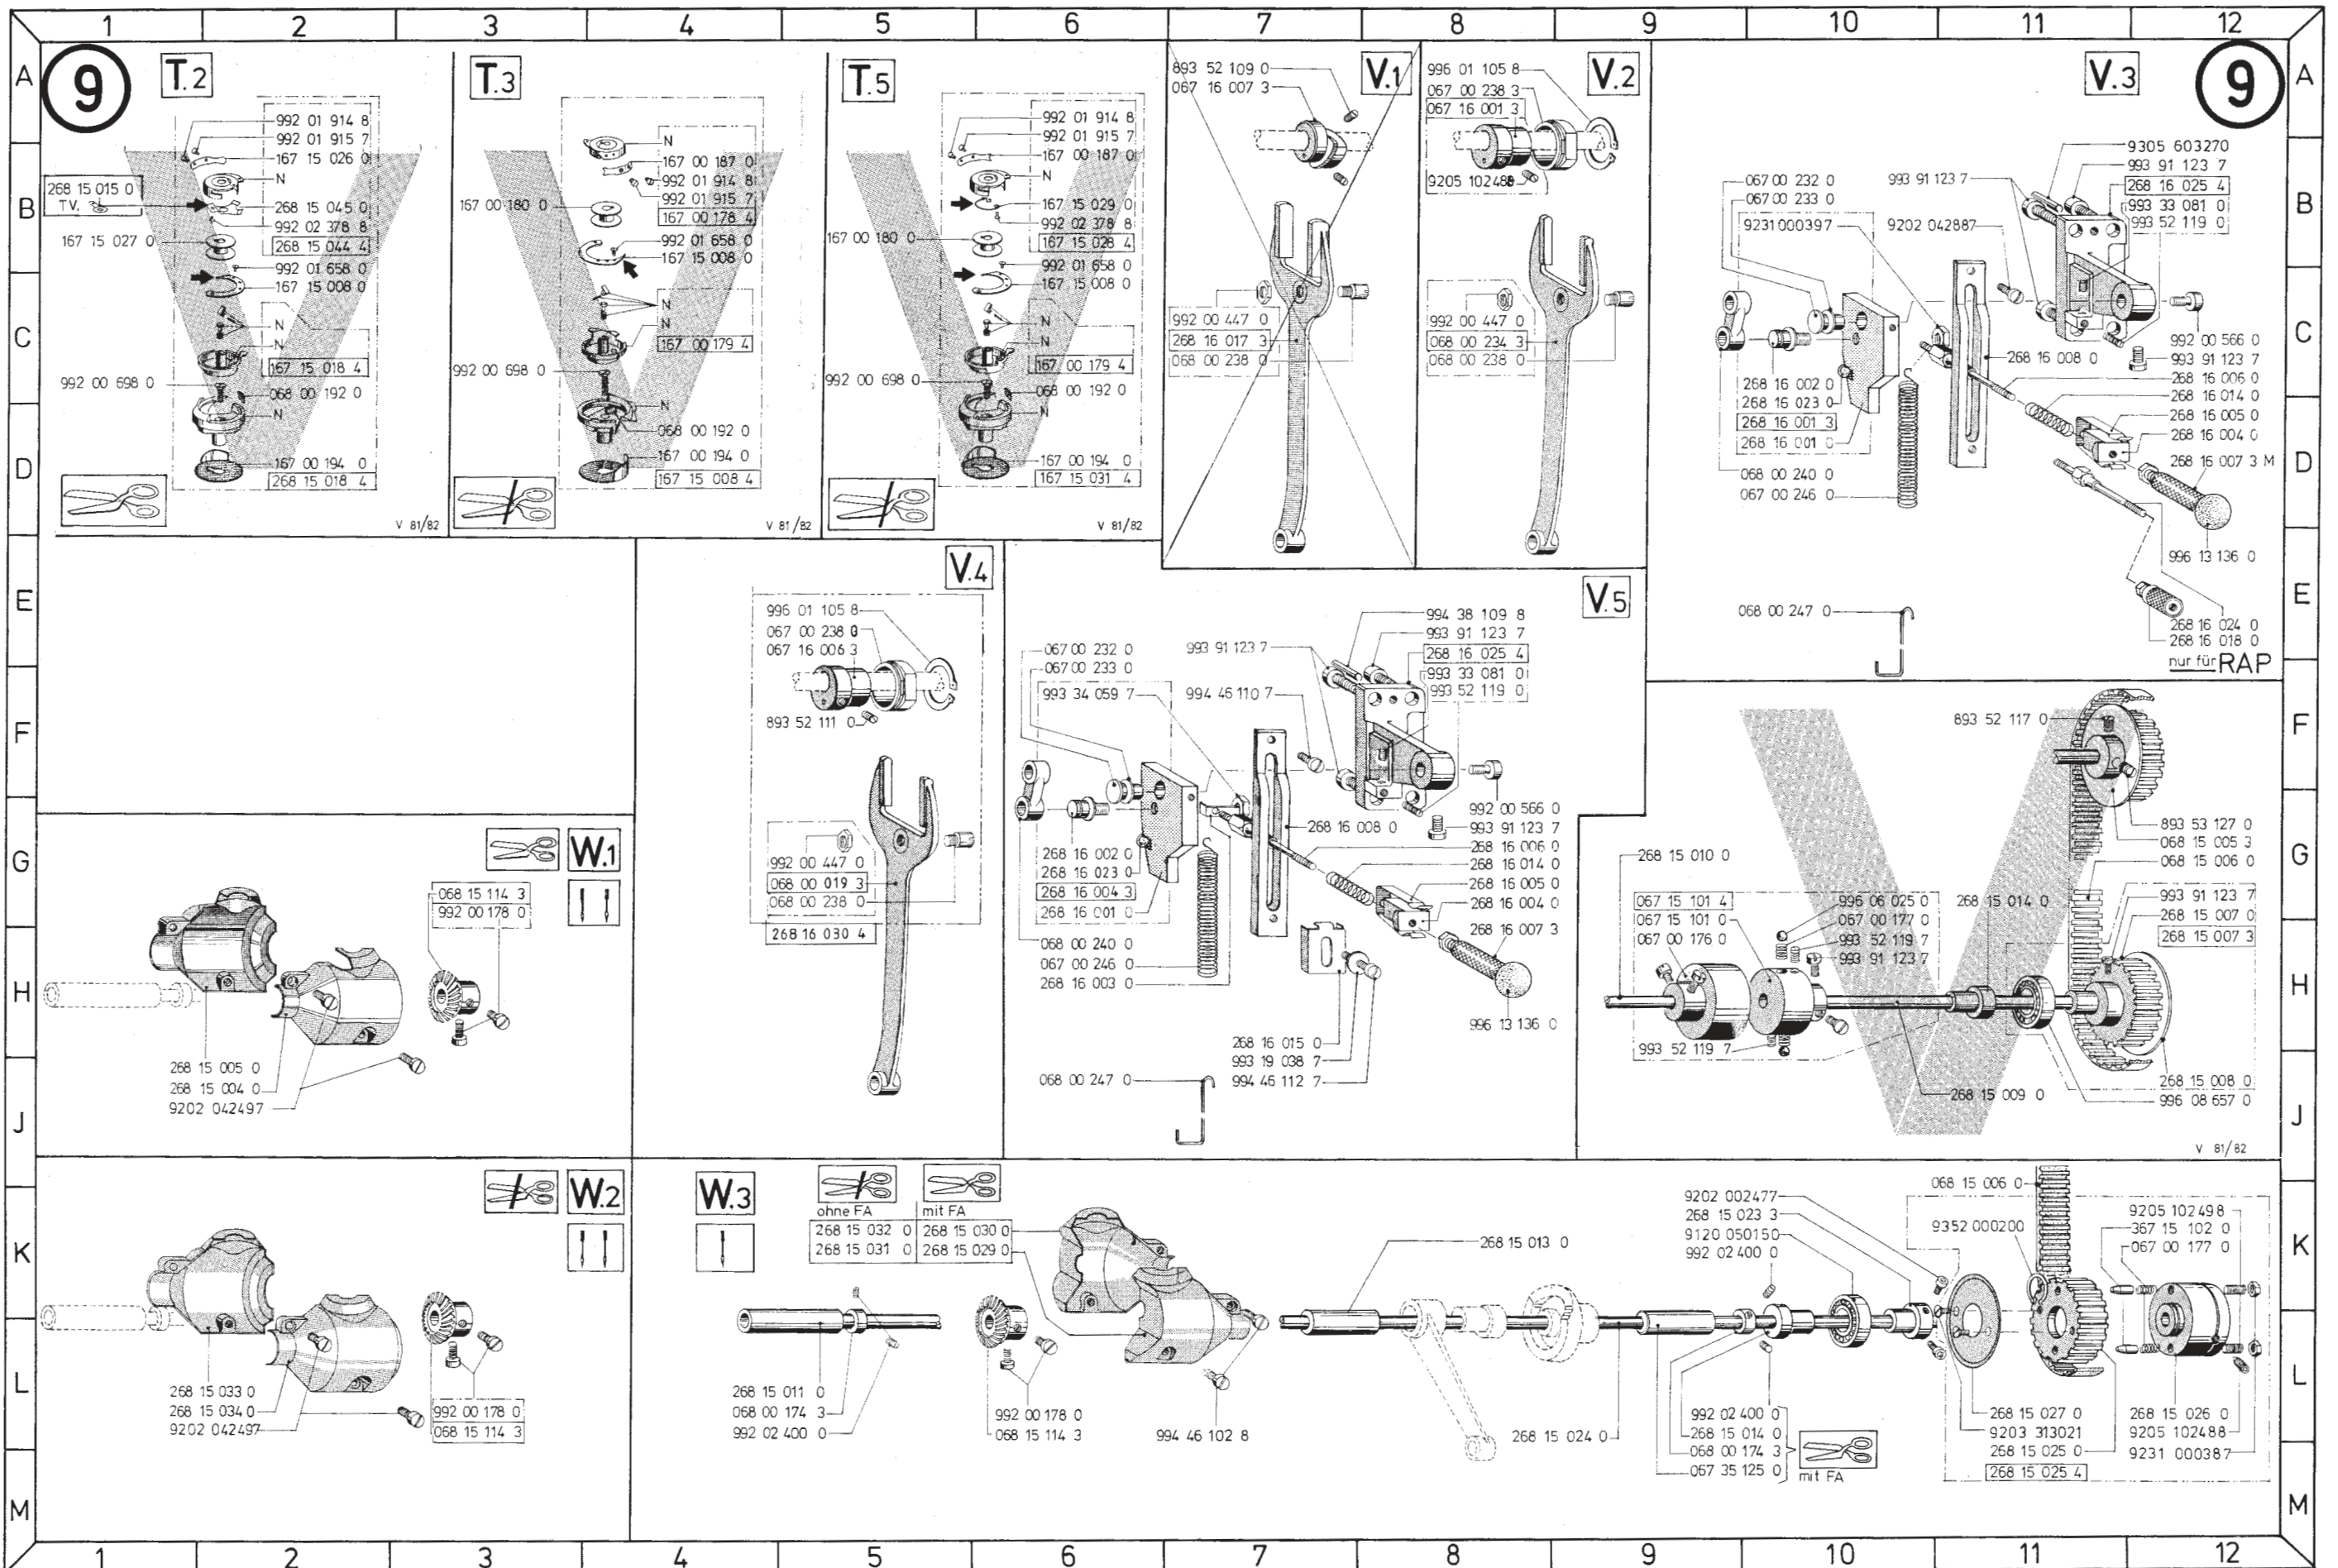 1 2 3 4 5 6 7 8 9 10 11 12
A
B
C
D
E
F
G
H
J
K
L
M
9
T.2
992 01 914 8
992 01 915 7
167 15 026 0
N
268 15 015 0
TV.
268 15 045 0
992 02 378 8
268 15 044 4
167 15 027 0
992 01 658 0
167 15 008 0
N
N
167 15 018 4
992 00 698 0
068 00 192 0
N
167 00 194 0
268 15 018 4
V 81/82
T.3
N
167 00 187 0
992 01 914 8
992 01 915 7
167 00 178 4
167 00 180 0
992 01 658 0
167 15 008 0
N
N
167 00 179 4
992 00 698 0
N
068 00 192 0
167 00 194 0
167 15 008 4
V 81/82
T.5
992 01 914 8
992 01 915 7
167 00 187 0
N
167 15 029 0
992 02 378 8
167 15 028 4
167 00 180 0
992 01 658 0
167 15 008 0
N
N
167 00 179 4
992 00 698 0
068 00 192 0
N
167 00 194 0
167 15 031 4
V 81/82
V.1
893 52 109 0
067 16 007 3
992 00 447 0
268 16 017 3
068 00 238 0
V.2
996 01 105 8
067 00 238 3
067 16 001 3
9205 102488
992 00 447 0
068 00 234 3
068 00 238 0
V.3
9
9305 603270
993 91 123 7
268 16 025 4
993 33 081 0
993 52 119 0
067 00 232 0
067 00 233 0
9231000397
993 91 123 7
9202 042887
268 16 008 0
992 00 566 0
993 91 123 7
268 16 006 0
268 16 014 0
268 16 005 0
268 16 004 0
268 16 007 3 M
268 16 002 0
268 16 023 0
268 16 001 3
268 16 001 0
068 00 240 0
067 00 246 0
996 13 136 0
068 00 247 0
268 16 024 0
268 16 018 0
nur für RAP
V.4
996 01 105 8
067 00 238 3
067 16 006 3
893 52 111 0
992 00 447 0
068 00 019 3
068 00 238 0
268 16 030 4
V.5
994 38 109 8
993 91 123 7
268 16 025 4
993 33 081 0
993 52 119 0
067 00 232 0
067 00 233 0
993 34 059 7
993 91 123 7
994 46 110 7
268 16 008 0
992 00 566 0
993 91 123 7
268 16 006 0
268 16 014 0
268 16 005 0
268 16 004 0
268 16 007 3
268 16 002 0
268 16 023 0
268 16 004 3
268 16 001 0
068 00 240 0
067 00 246 0
268 16 003 0
996 13 136 0
268 16 015 0
993 19 038 7
994 46 112 7
068 00 247 0
893 52 117 0
893 53 127 0
068 15 005 3
068 15 006 0
268 15 010 0
067 15 101 4
067 15 101 0
067 00 176 0
996 06 025 0
067 00 177 0
993 52 119 7
993 91 123 7
268 15 014 0
993 91 123 7
268 15 007 0
268 15 007 3
993 52 119 7
268 15 009 0
268 15 008 0
996 08 657 0
V 81/82
W.1
068 15 114 3
992 00 178 0
268 15 005 0
268 15 004 0
9202 042497
W.2
268 15 033 0
268 15 034 0
9202 042497
992 00 178 0
068 15 114 3
W.3
ohne FA
mit FA
268 15 032 0
268 15 030 0
268 15 031 0
268 15 029 0
268 15 011 0
068 00 174 3
992 02 400 0
992 00 178 0
068 15 114 3
994 46 102 8
268 15 013 0
268 15 024 0
9202 002477
268 15 023 3
9120 050150
992 02 400 0
992 02 400 0
268 15 014 0
068 00 174 3
067 35 125 0
mit FA
068 15 006 0
9352 000200
9205 102498
367 15 102 0
067 00 177 0
268 15 027 0
9203 313021
268 15 025 0
268 15 025 4
268 15 026 0
9205 102488
9231 000387
A
B
C
D
E
F
G
H
J
K
L
M
1 2 3 4 5 6 7 8 9 10 11 12